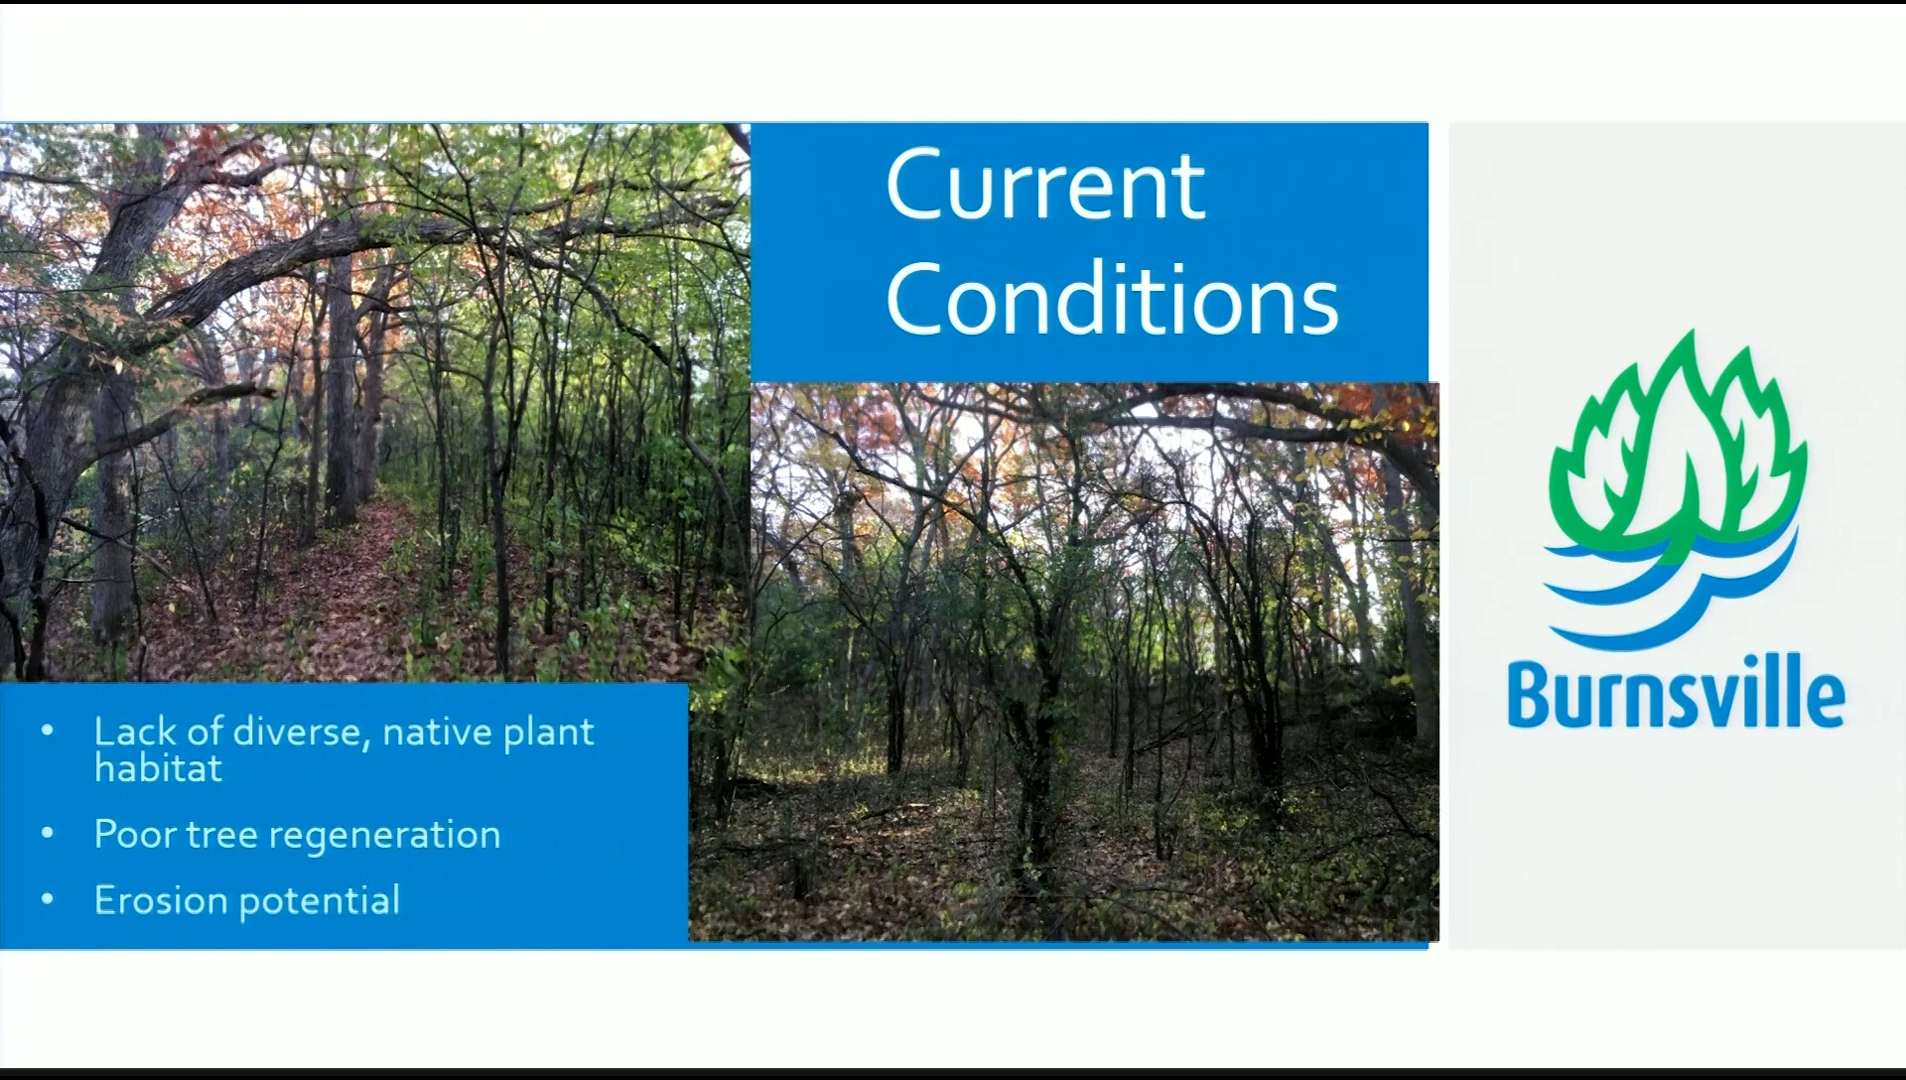 Current
Conditions
• Lack of diverse, native plant
habitat
• Poor tree regeneration
• Erosion potential
Burnsville